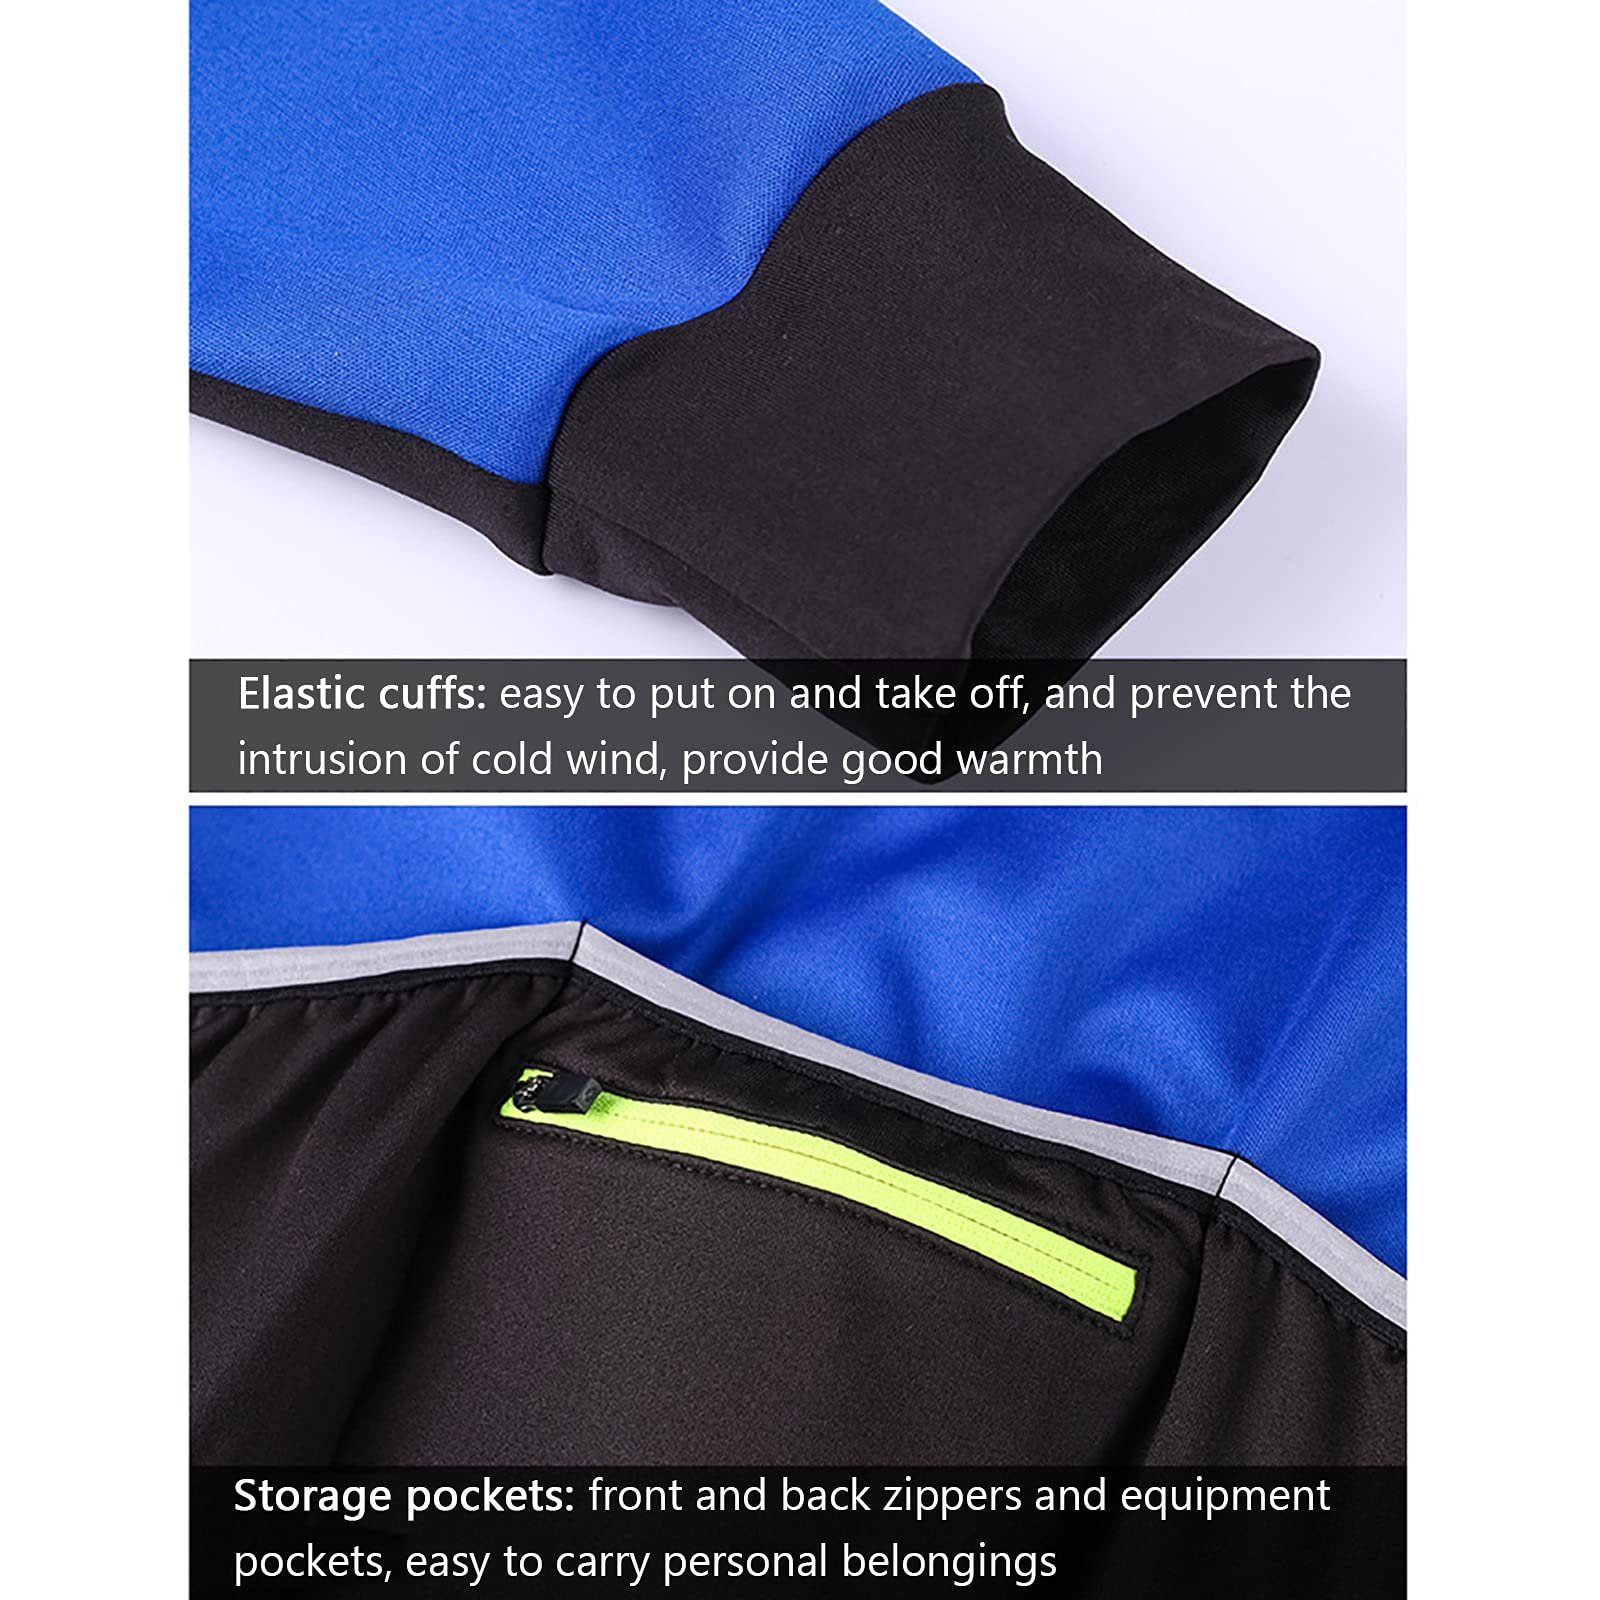 Elastic cuffs: easy to put on and take off, and prevent the
intrusion of cold wind, provide good warmth
Storage pockets: front and back zippers and equipment
pockets, easy to carry personal belongings